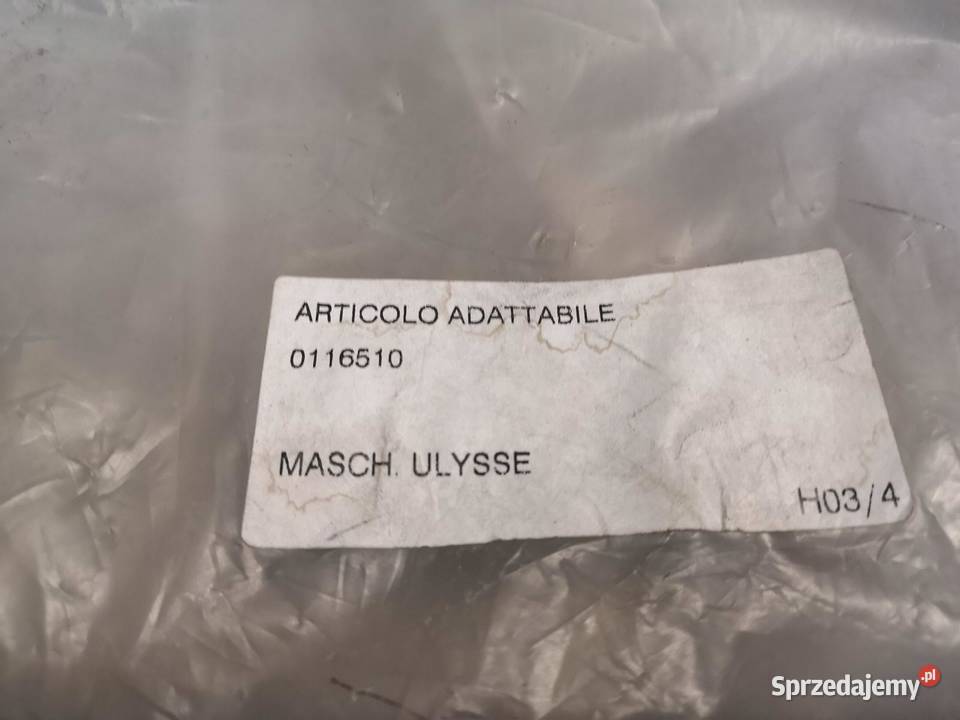 ARTICOLO ADATTABILE
0116510
MASCH. ULYSSE
H03/4
Sprzedajemy.pl